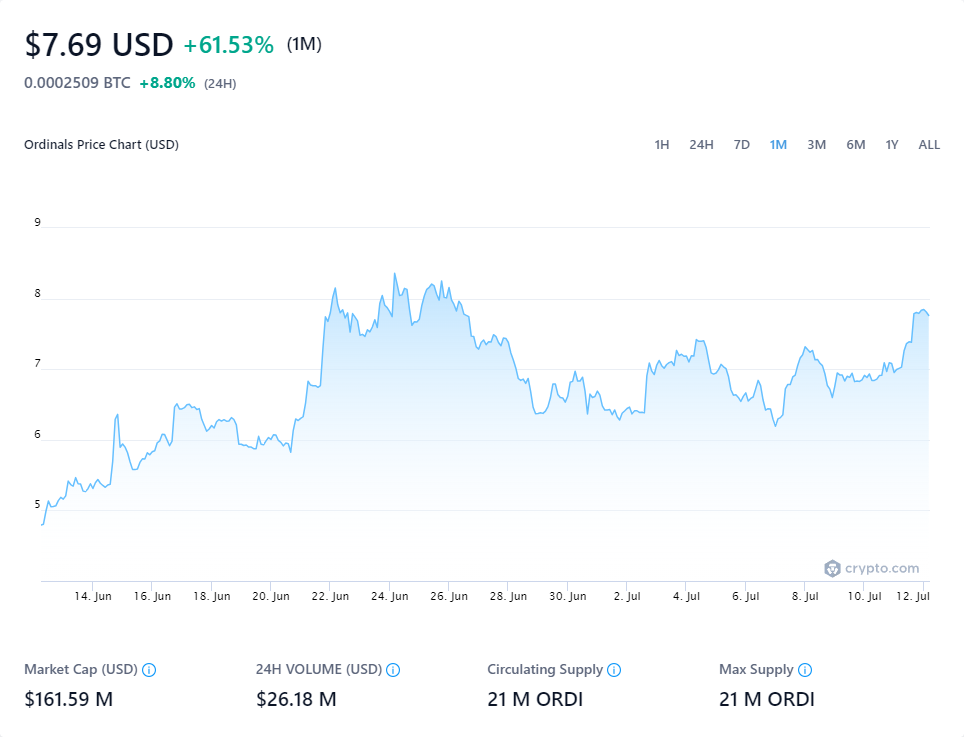 $7.69 USD +61.53% (1M)
0.0002509 BTC +8.80% (24H)
Ordinals Price Chart (USD) 1H 24H 7D 1M 3M 6M 1Y ALL
9
8
7
6
5
crypto.com
14. Jun 16. Jun 18. Jun 20. Jun 22. Jun 24. Jun 26. Jun 28. Jun 30. Jun 2. Jul 4. Jul 6. Jul 8. Jul 10. Jul 12. Jul
Market Cap (USD) 24H VOLUME (USD) Circulating Supply Max Supply
$161.59 M $26.18 M 21 M ORDI 21 M ORDI